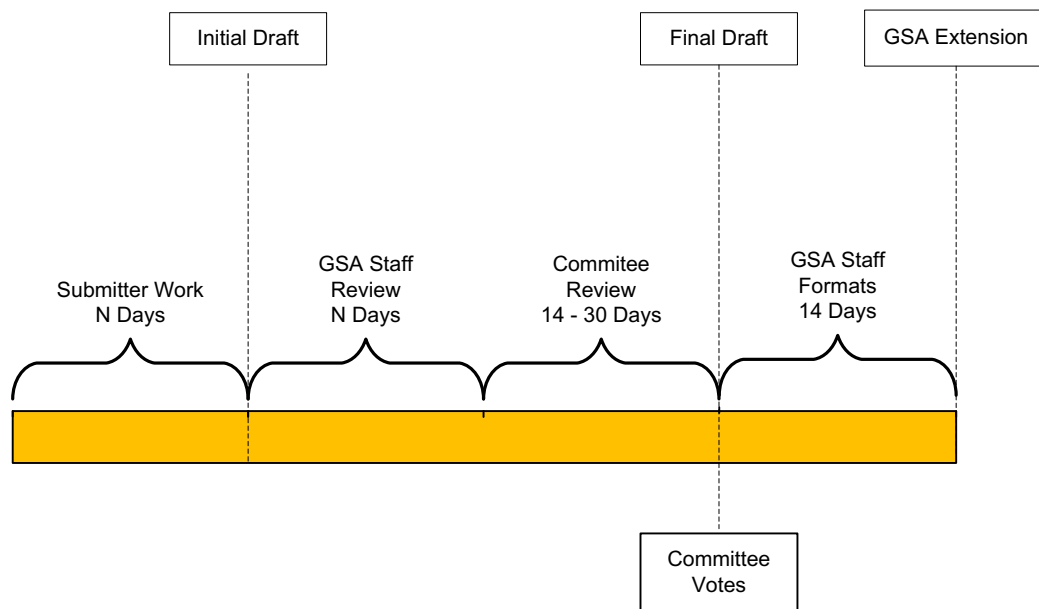 Initial Draft
Final Draft
GSA Extension
Submitter Work
N Days
GSA Staff
Review
N Days
Commitee
Review
14 - 30 Days
GSA Staff
Formats
14 Days
Committee
Votes